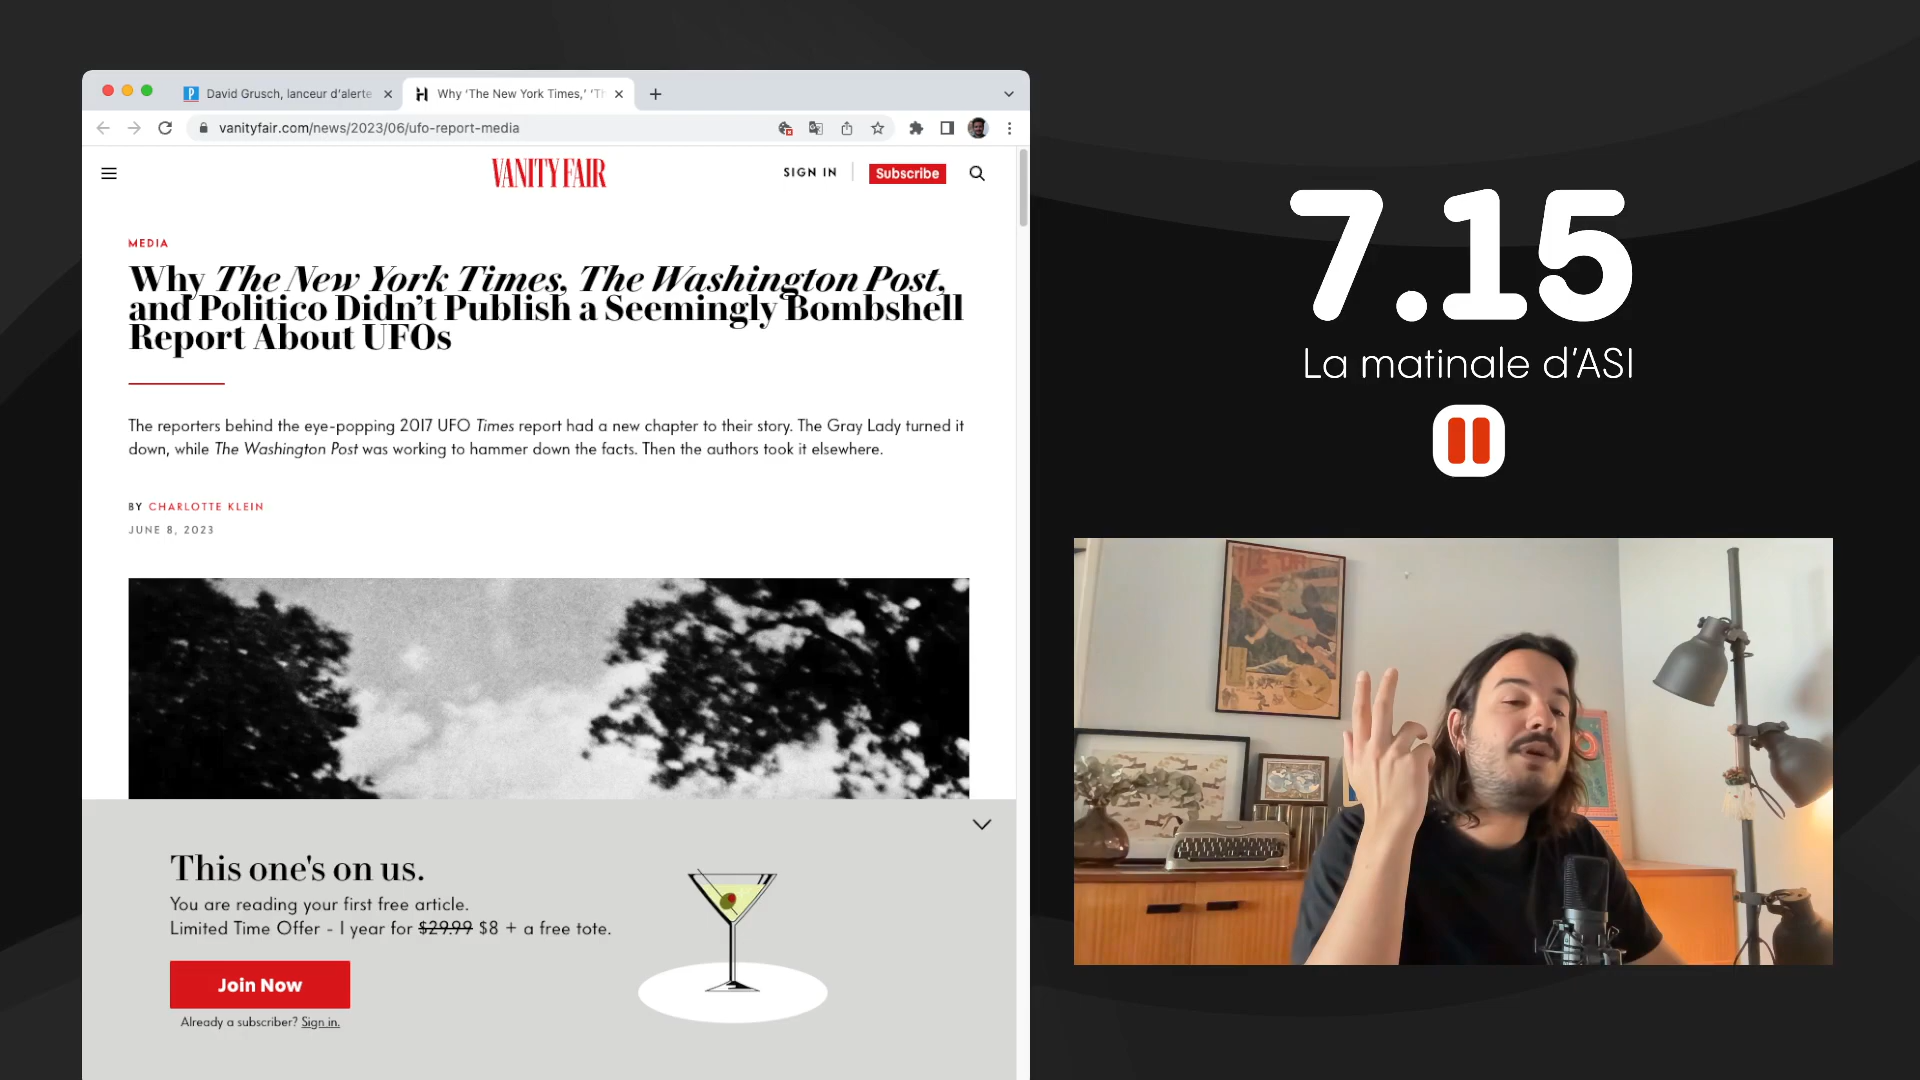 David Grusch, lanceur d'alerte
Why 'The New York Times,' 'Th
vanityfair.com/news/2023/06/ufo-report-media
VANITY FAIR
SIGN IN
Subscribe
MEDIA
Why The New York Times, The Washington Post,
and Politico Didn't Publish a Seemingly Bombshell
Report About UFOs
The reporters behind the eye-popping 2017 UFO Times report had a new chapter to their story. The Gray Lady turned it
down, while The Washington Post was working to hammer down the facts. Then the authors took it elsewhere.
BY CHARLOTTE KLEIN
JUNE 8, 2023
This one's on us.
You are reading your first free article.
Limited Time Offer - 1 year for $29.99 $8 + a free tote.
Join Now
Already a subscriber? Sign in.
7.15
La matinale d'ASI